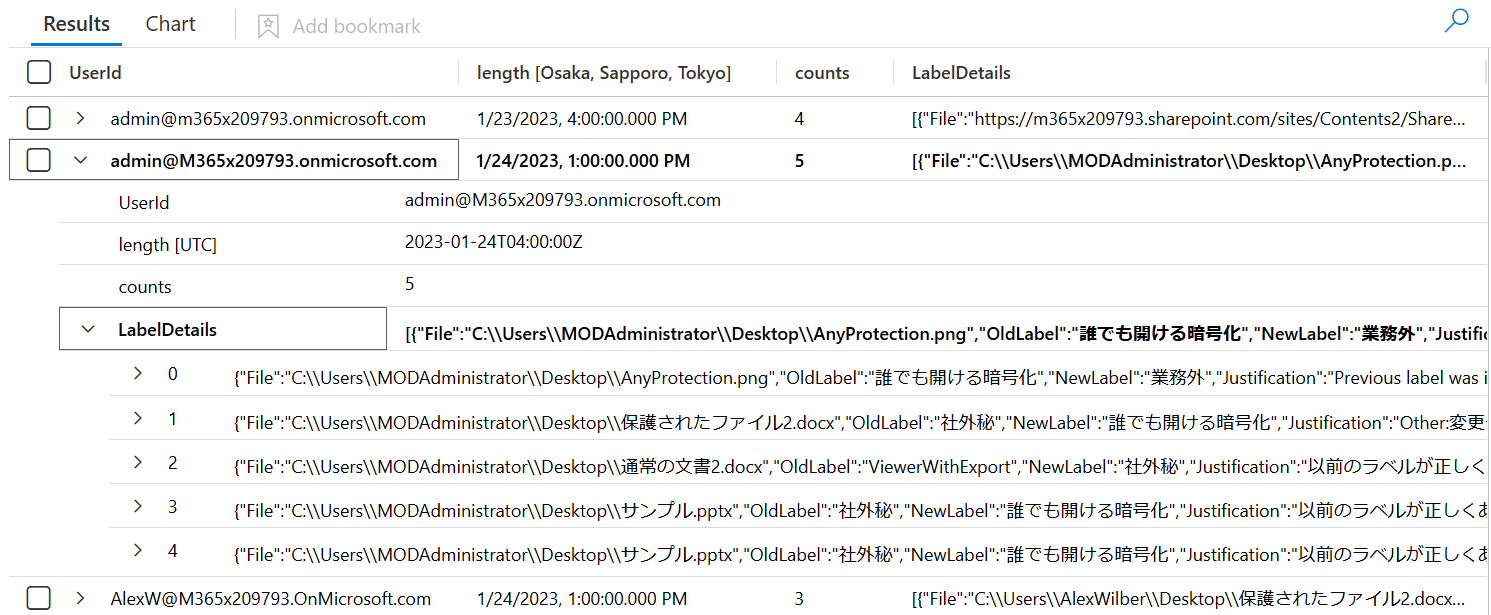 Results Chart Add bookmark
UserId length [Osaka, Sapporo, Tokyo] counts LabelDetails
admin@m365x209793.onmicrosoft.com 1/23/2023, 4:00:00.000 PM 4 [{"File":"https://m365x209793.sharepoint.com/sites/Contents2/Share...
admin@M365x209793.onmicrosoft.com 1/24/2023, 1:00:00.000 PM 5 [{"File":"C:\\Users\\MODAdministrator\\Desktop\\AnyProtection.p...
UserId admin@M365x209793.onmicrosoft.com
length [UTC] 2023-01-24T04:00:00Z
counts 5
LabelDetails [{"File":"C:\\Users\\MODAdministrator\\Desktop\\AnyProtection.png","OldLabel":"誰でも開ける暗号化","NewLabel":"業務外","Justific
0 {"File":"C:\\Users\\MODAdministrator\\Desktop\\AnyProtection.png","OldLabel":"誰でも開ける暗号化","NewLabel":"業務外","Justification":"Previous label was i
1 {"File":"C:\\Users\\MODAdministrator\\Desktop\\保護されたファイル2.docx","OldLabel":"社外秘","NewLabel":"誰でも開ける暗号化","Justification":"Other:変更
2 {"File":"C:\\Users\\MODAdministrator\\Desktop\\通常の文書2.docx","OldLabel":"ViewerWithExport","NewLabel":"社外秘","Justification":"以前のラベルが正しく
3 {"File":"C:\\Users\\MODAdministrator\\Desktop\\サンプル.pptx","OldLabel":"社外秘","NewLabel":"誰でも開ける暗号化","Justification":"以前のラベルが正しくあ
4 {"File":"C:\\Users\\MODAdministrator\\Desktop\\サンプル.pptx","OldLabel":"社外秘","NewLabel":"誰でも開ける暗号化","Justification":"以前のラベルが正しくあ
AlexW@M365x209793.OnMicrosoft.com 1/24/2023, 1:00:00.000 PM 3 [{"File":"C:\\Users\\AlexWilber\\Desktop\\保護されたファイル2.docx...